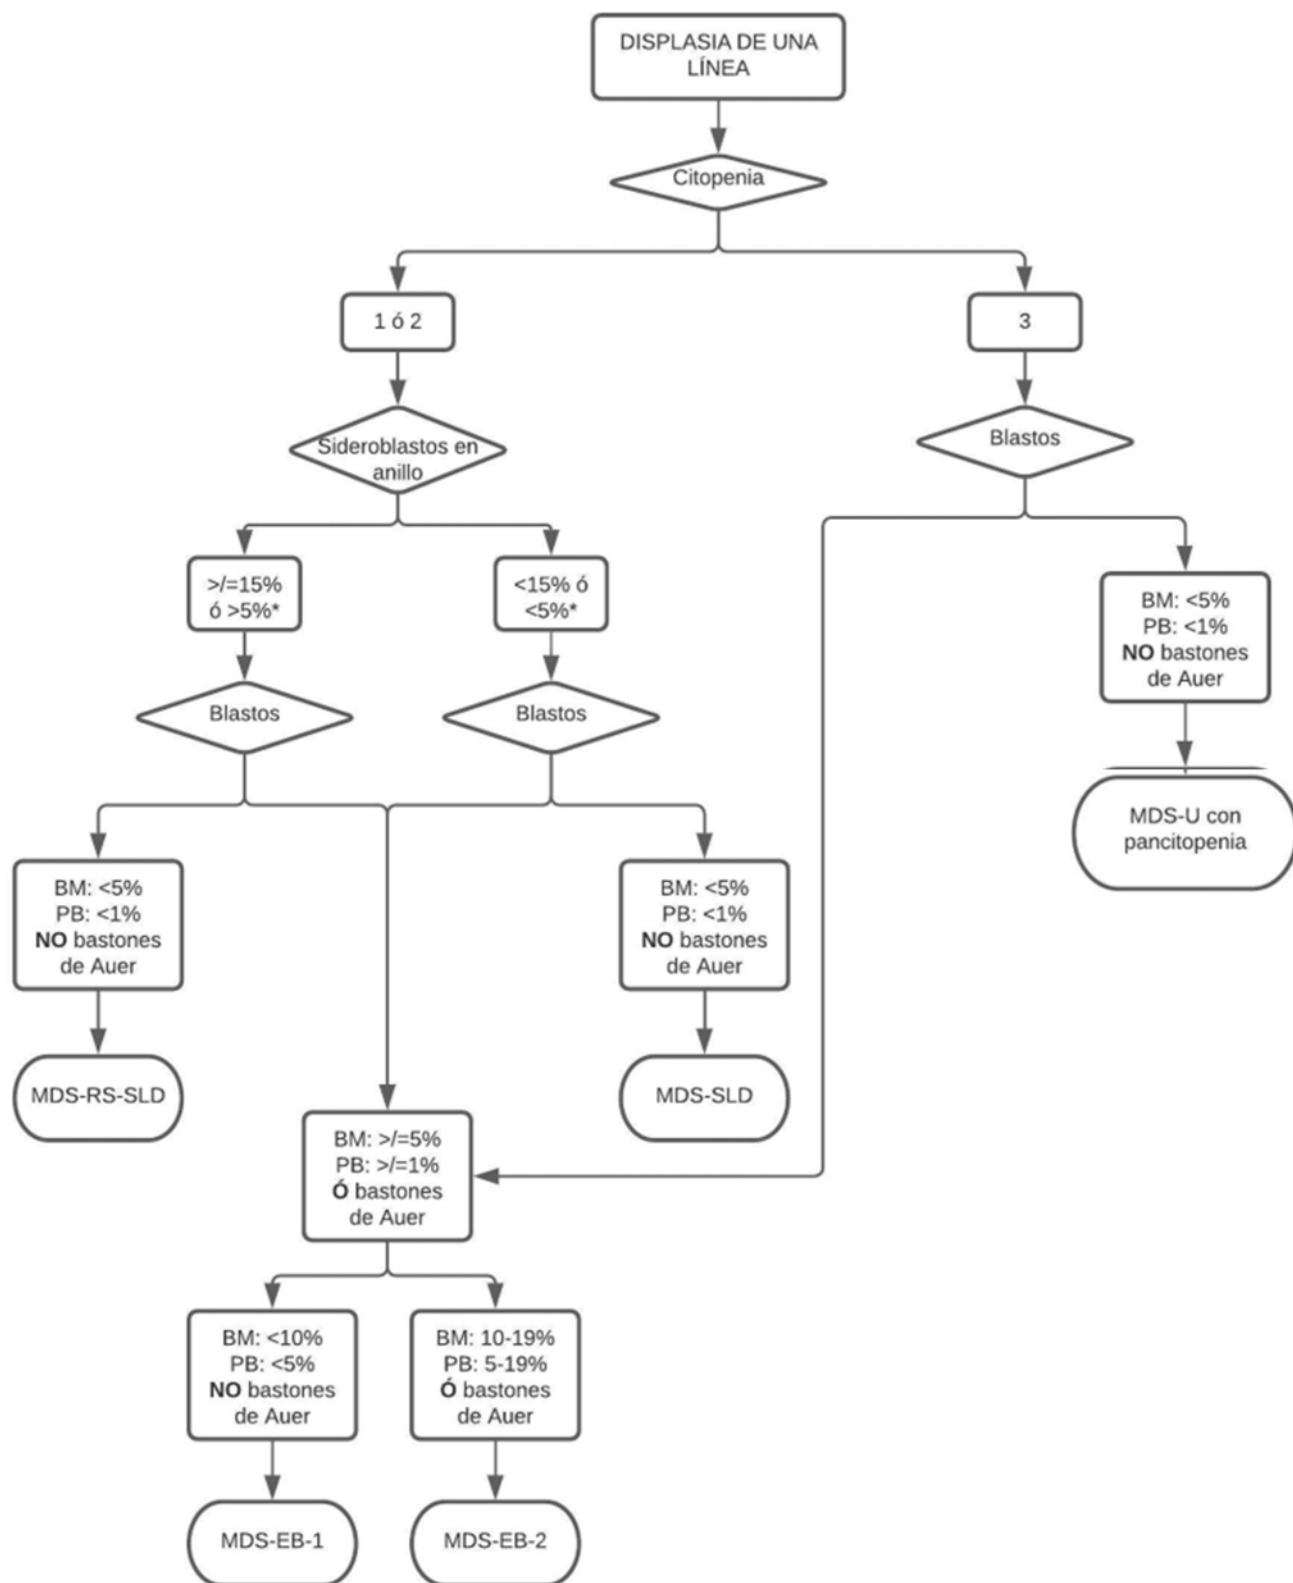 DISPLASIA DE UNA
LÍNEA
Citopenia
1 ó 2
3
Sideroblastos en
anillo
Blastos
>/=15%
ó >5%*
<15% ó
<5%*
BM: <5%
PB: <1%
NO bastones
de Auer
Blastos
Blastos
MDS-U con
pancitopenia
BM: <5%
PB: <1%
NO bastones
de Auer
BM: <5%
PB: <1%
NO bastones
de Auer
MDS-RS-SLD
MDS-SLD
BM: >/=5%
PB: >/=1%
Ó bastones
de Auer
BM: <10%
PB: <5%
NO bastones
de Auer
BM: 10-19%
PB: 5-19%
Ó bastones
de Auer
MDS-EB-1
MDS-EB-2